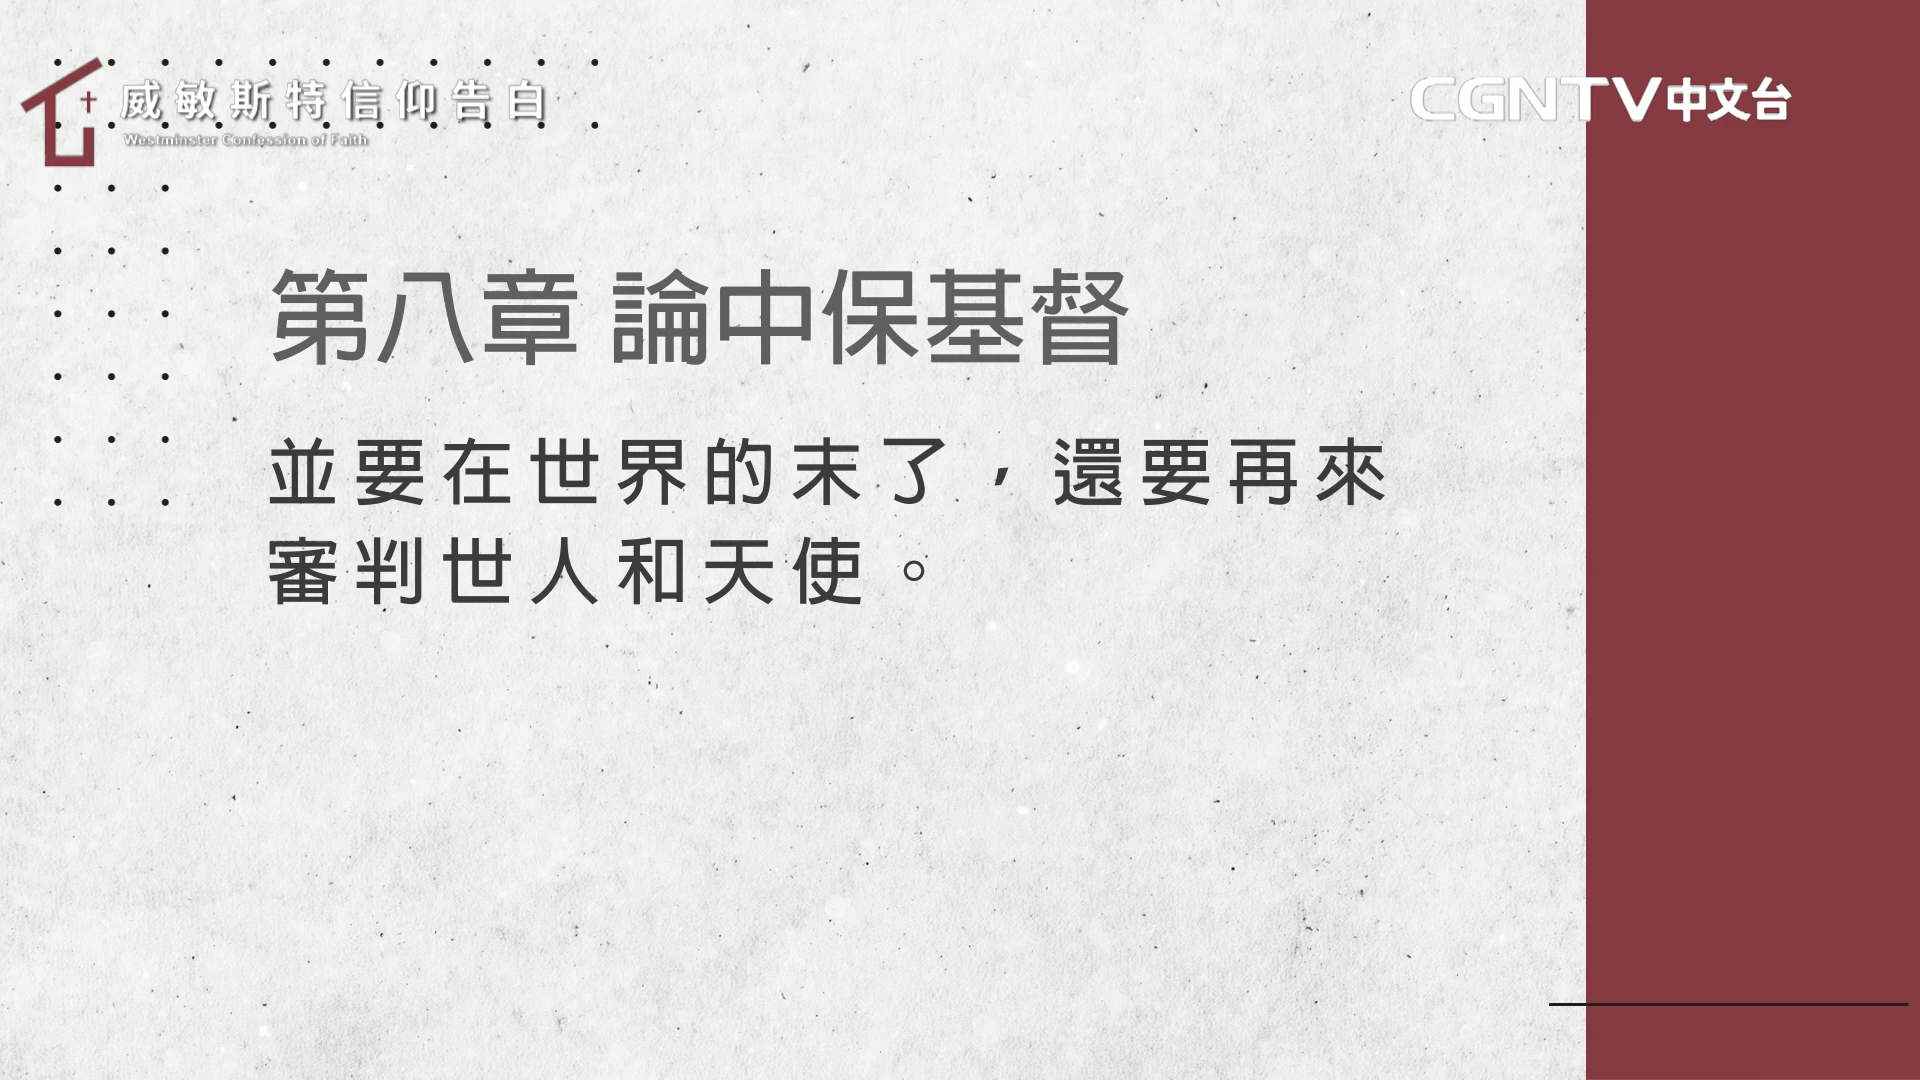 威敏斯特信仰告白
Westminster Confession of Faith
CGNTV中文台
第八章 論中保基督
並要在世界的末了，還要再來
審判世人和天使。